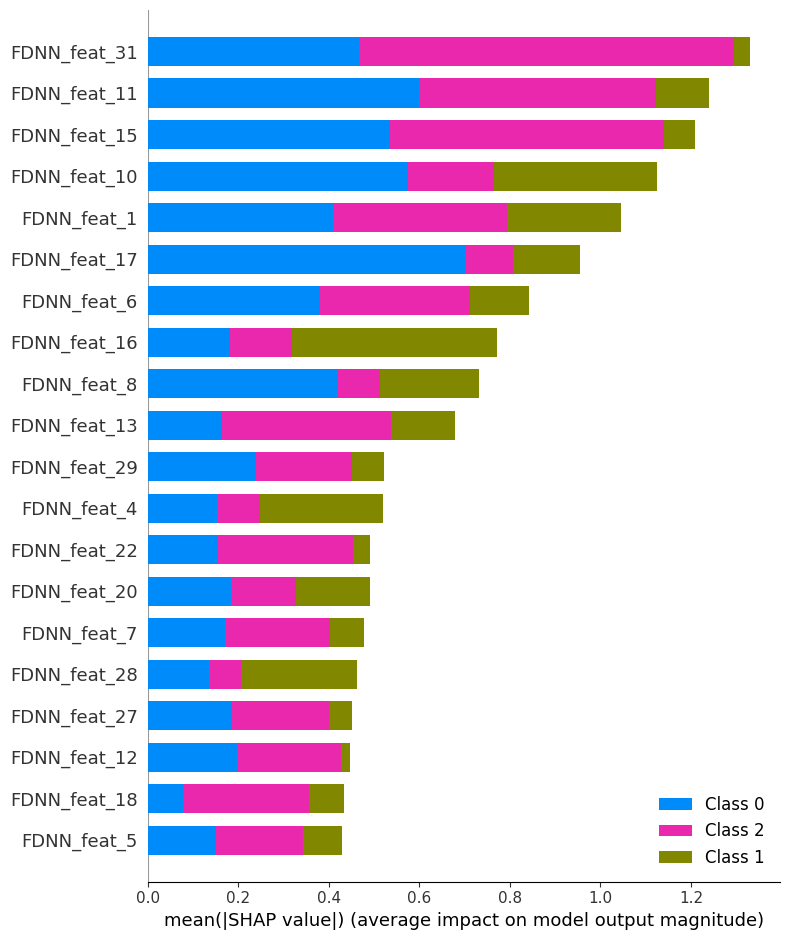 FDNN_feat_31
FDNN_feat_11
FDNN_feat_15
FDNN_feat_10
FDNN_feat_1
FDNN_feat_17
FDNN_feat_6
FDNN_feat_16
FDNN_feat_8
FDNN_feat_13
FDNN_feat_29
FDNN_feat_4
FDNN_feat_22
FDNN_feat_20
FDNN_feat_7
FDNN_feat_28
FDNN_feat_27
FDNN_feat_12
FDNN_feat_18
FDNN_feat_5
Class 0
Class 2
Class 1
0.0 0.2 0.4 0.6 0.8 1.0 1.2
mean(|SHAP value|) (average impact on model output magnitude)